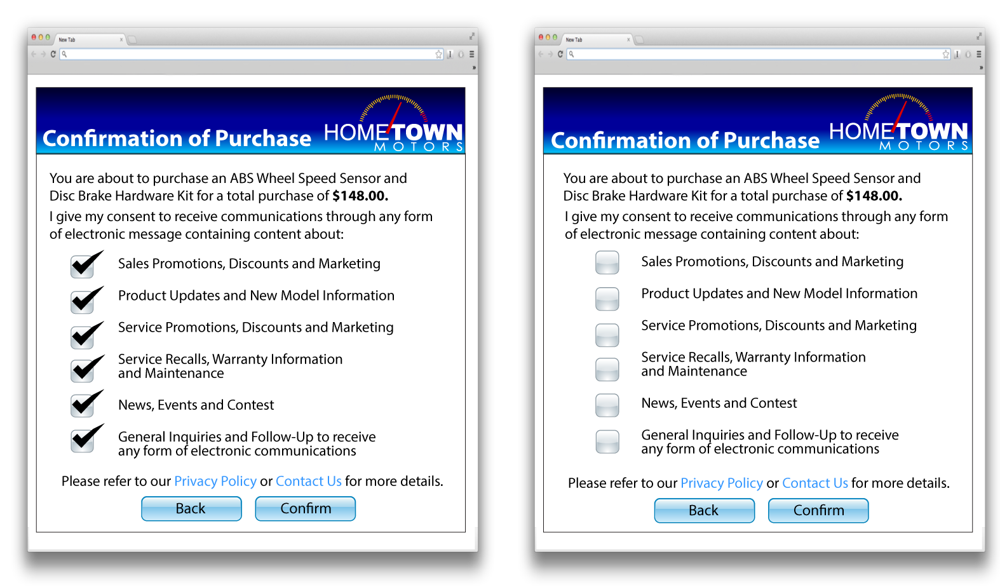 New Tab
Confirmation of Purchase
HOMETOWN
MOTORS
You are about to purchase an ABS Wheel Speed Sensor and
Disc Brake Hardware Kit for a total purchase of $148.00.
I give my consent to receive communications through any form
of electronic message containing content about:
Sales Promotions, Discounts and Marketing
Product Updates and New Model Information
Service Promotions, Discounts and Marketing
Service Recalls, Warranty Information
and Maintenance
News, Events and Contest
General Inquiries and Follow-Up to receive
any form of electronic communications
Please refer to our Privacy Policy or Contact Us for more details.
Back
Confirm
New Tab
Confirmation of Purchase
HOMETOWN
MOTORS
You are about to purchase an ABS Wheel Speed Sensor and
Disc Brake Hardware Kit for a total purchase of $148.00.
I give my consent to receive communications through any form
of electronic message containing content about:
Sales Promotions, Discounts and Marketing
Product Updates and New Model Information
Service Promotions, Discounts and Marketing
Service Recalls, Warranty Information
and Maintenance
News, Events and Contest
General Inquiries and Follow-Up to receive
any form of electronic communications
Please refer to our Privacy Policy or Contact Us for more details.
Back
Confirm